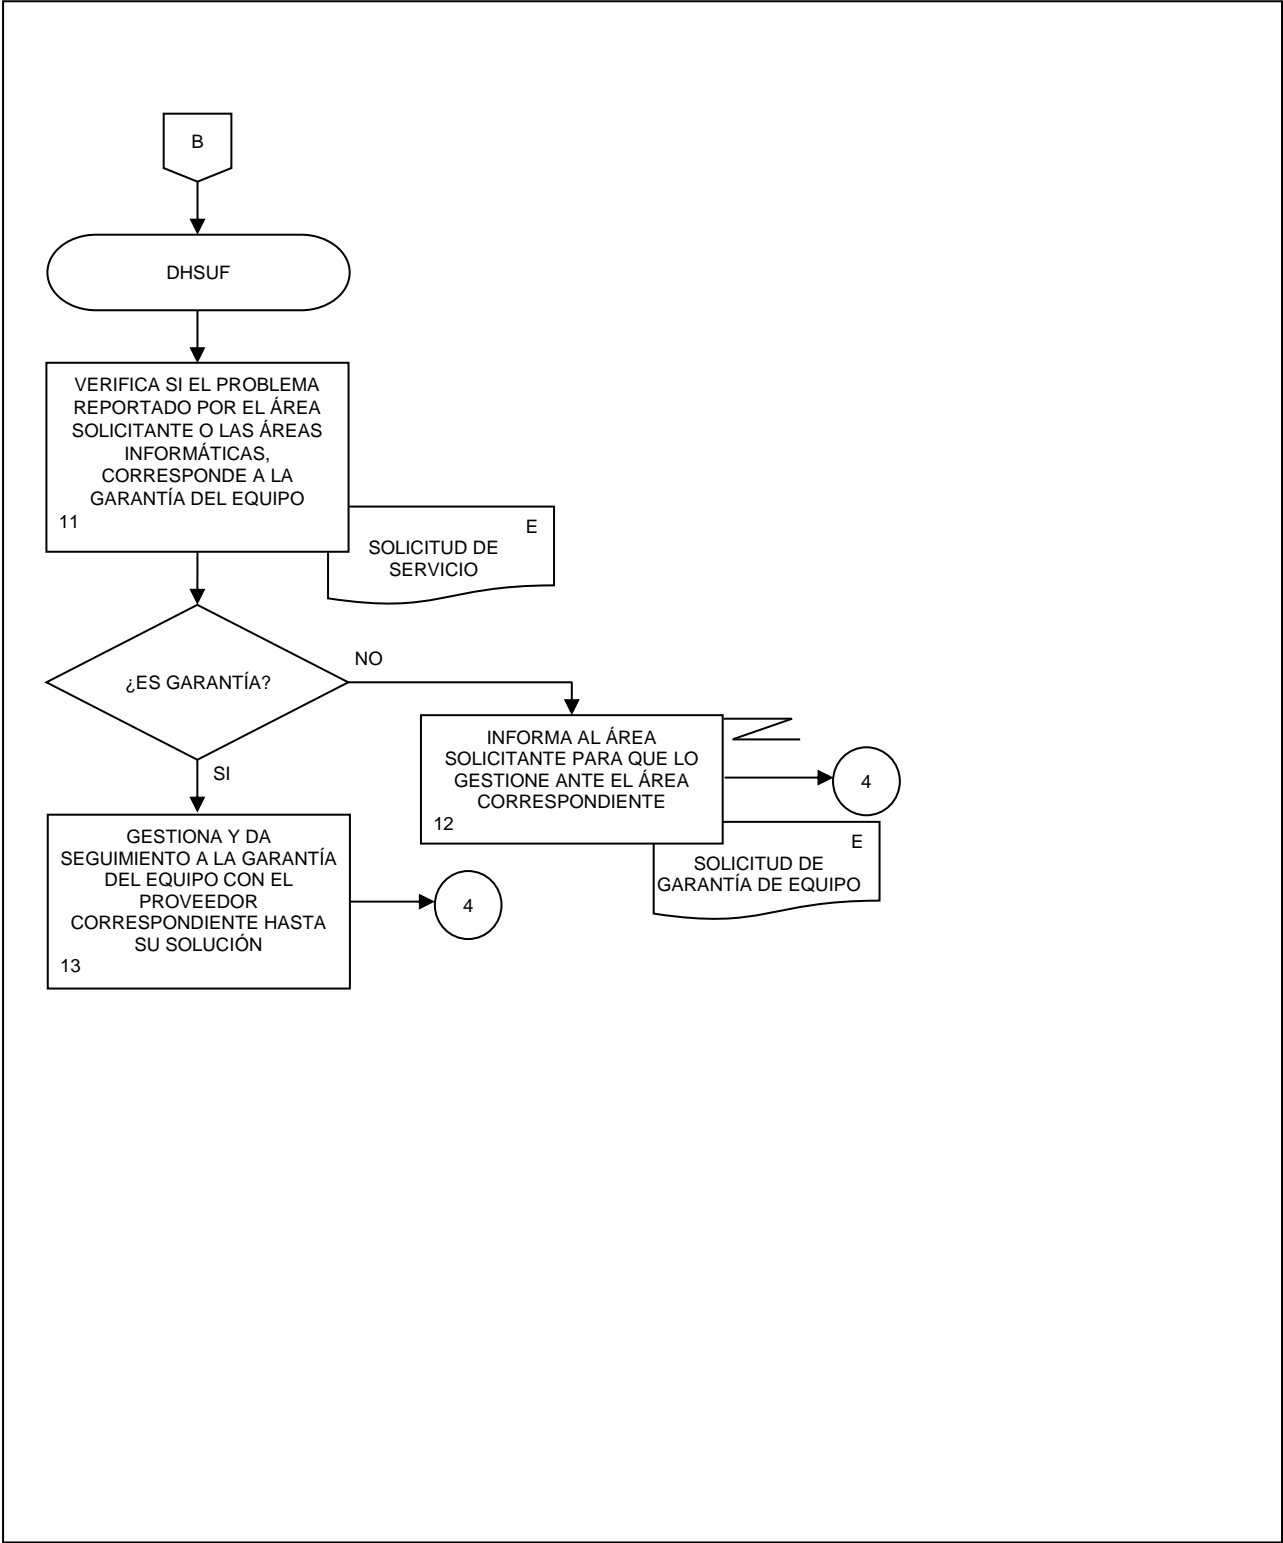 B
DHSUF
VERIFICA SI EL PROBLEMA
REPORTADO POR EL ÁREA
SOLICITANTE O LAS ÁREAS
INFORMÁTICAS,
CORRESPONDE A LA
GARANTÍA DEL EQUIPO
11
E
SOLICITUD DE
SERVICIO
¿ES GARANTÍA?
NO
SI
INFORMA AL ÁREA
SOLICITANTE PARA QUE LO
GESTIONE ANTE EL ÁREA
CORRESPONDIENTE
12
4
E
SOLICITUD DE
GARANTÍA DE EQUIPO
GESTIONA Y DA
SEGUIMIENTO A LA GARANTÍA
DEL EQUIPO CON EL
PROVEEDOR
CORRESPONDIENTE HASTA
SU SOLUCIÓN
13
4